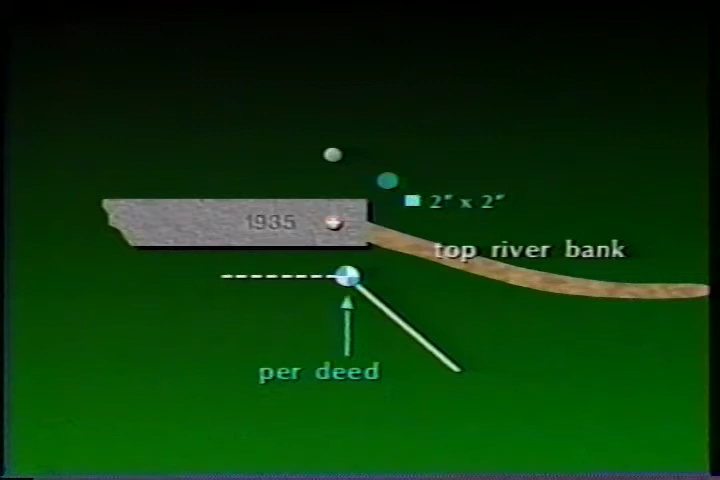 2" x 2"
1935
top river bank
per deed